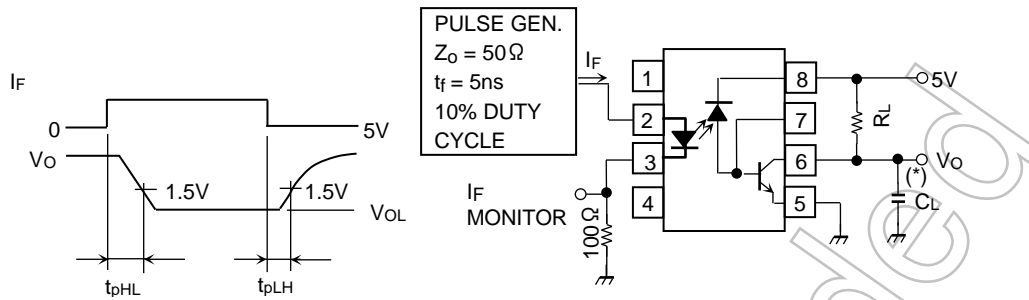 IF
0
5V
VO
1.5V
1.5V
VOL
tpHL
tpLH
PULSE GEN.
ZO = 50Ω
tf = 5ns
10% DUTY
CYCLE
IF
IF
MONITOR
100Ω
1
2
3
4
8
7
6
5
5V
RL
VO
(*)
CL